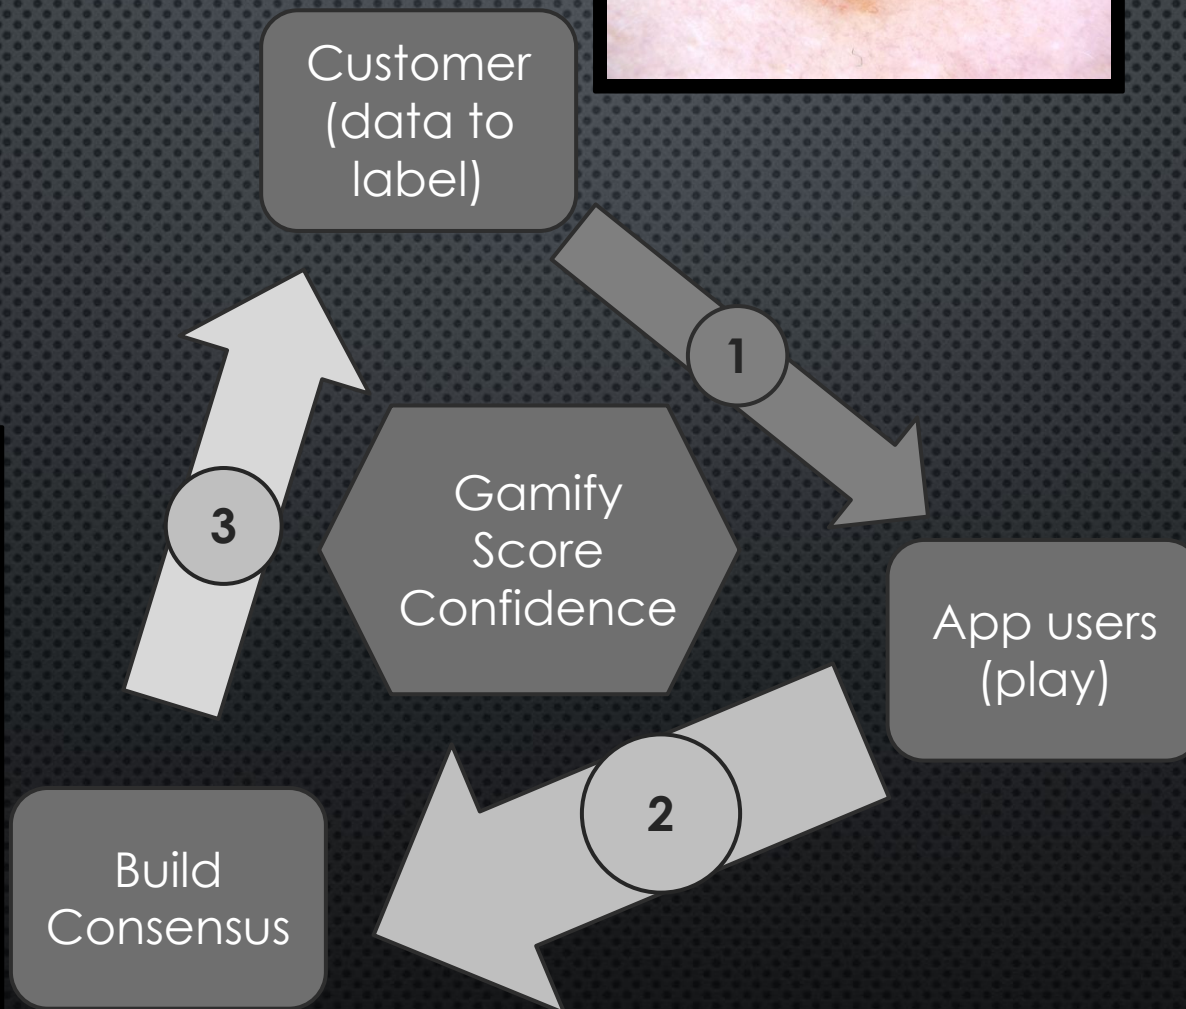 Customer
(data to
label)
1
3
Gamify
Score
Confidence
App users
(play)
2
Build
Consensus